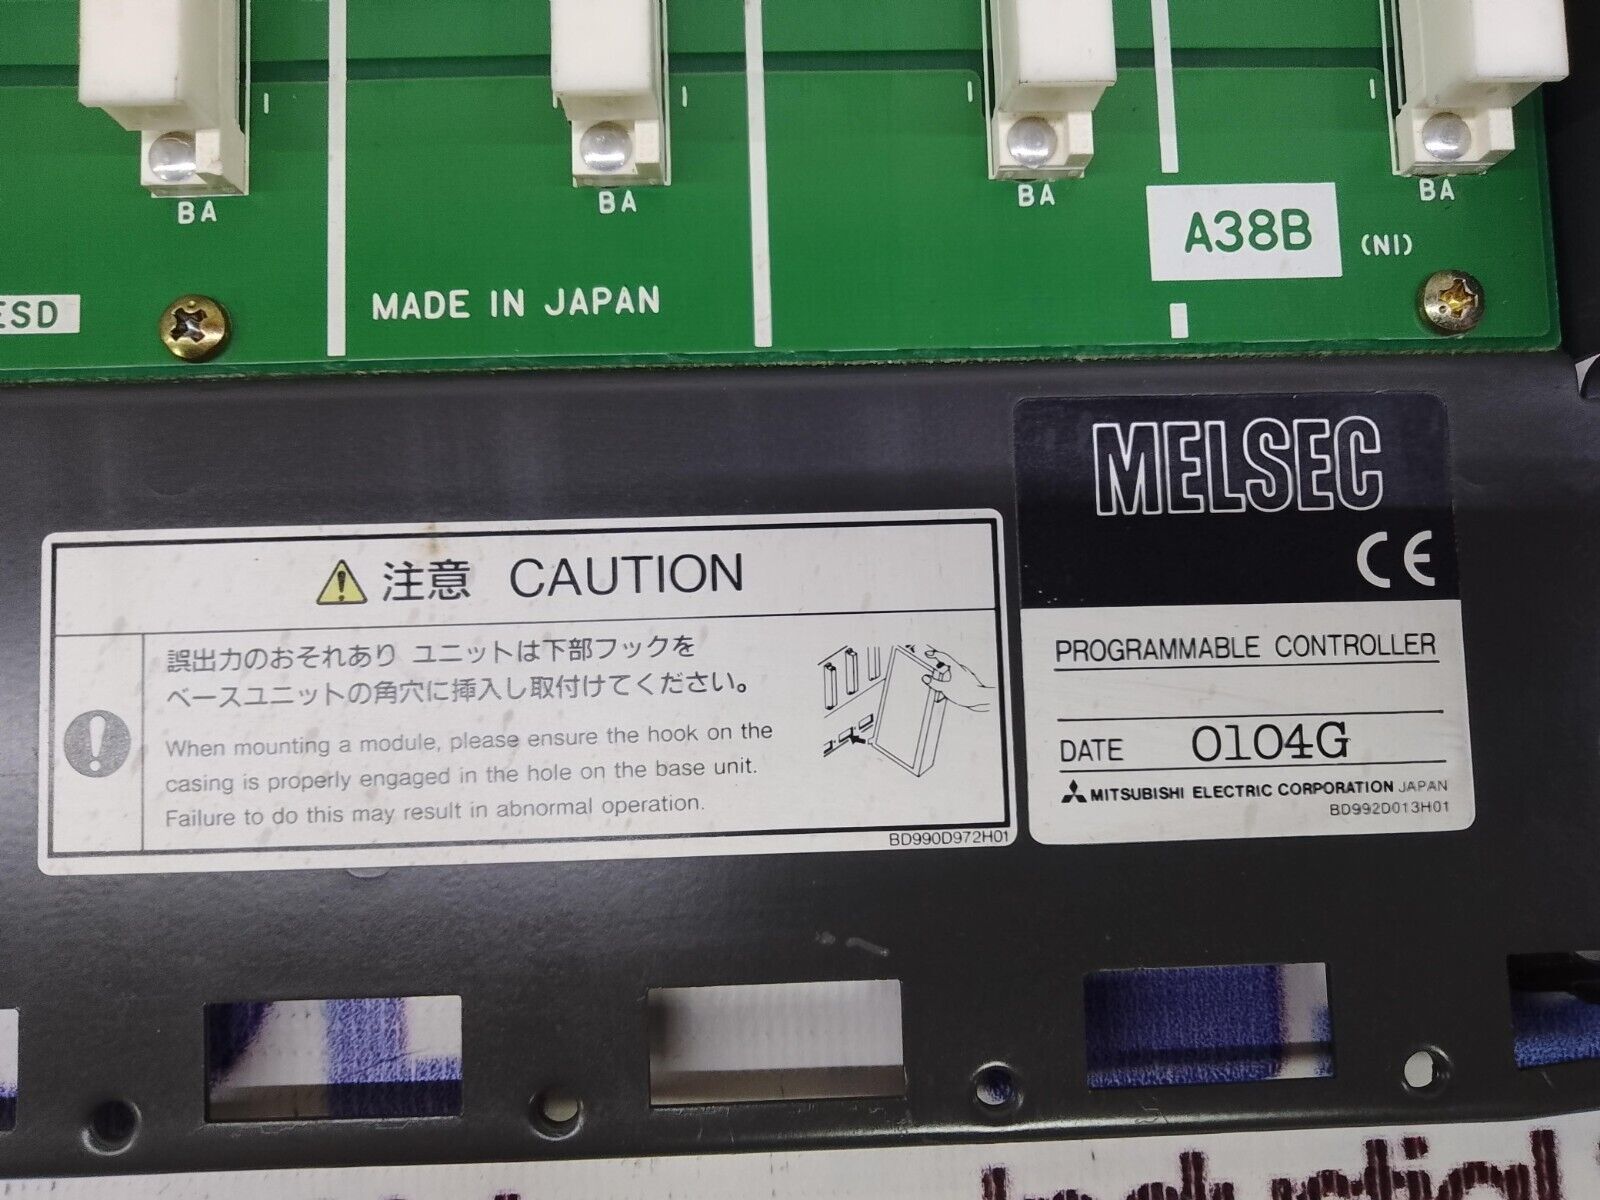 BA
BA
BA
BA
A38B
(NI)
ESD
MADE IN JAPAN
MELSEC
CE
PROGRAMMABLE CONTROLLER
DATE 0104G
MITSUBISHI ELECTRIC CORPORATION JAPAN
BD992D013H01
注意 CAUTION
誤出力のおそれあり ユニットは下部フックを
ベースユニットの角穴に挿入し取付けてください。
When mounting a module, please ensure the hook on the
casing is properly engaged in the hole on the base unit.
Failure to do this may result in abnormal operation.
BD990D972H01